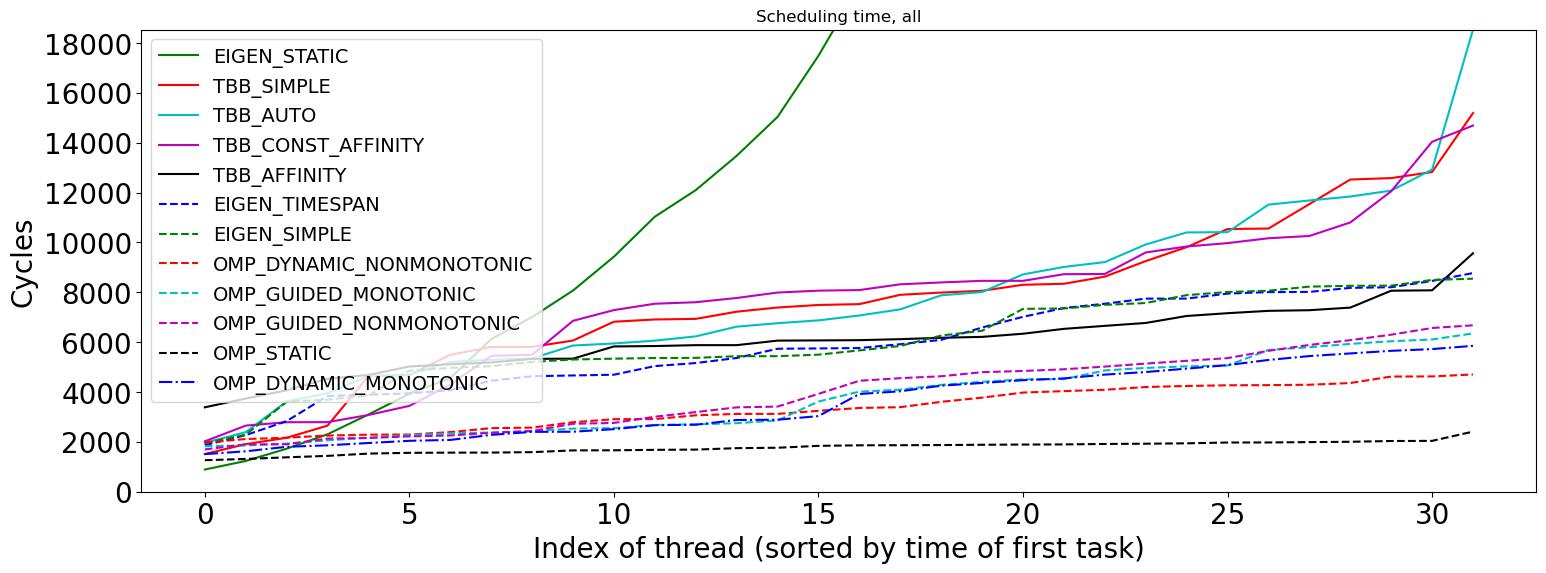 Scheduling time, all
18000
16000
14000
12000
10000
8000
6000
4000
2000
0
Cycles
EIGEN_STATIC
TBB_SIMPLE
TBB_AUTO
TBB_CONST_AFFINITY
TBB_AFFINITY
EIGEN_TIMESPAN
EIGEN_SIMPLE
OMP_DYNAMIC_NONMONOTONIC
OMP_GUIDED_MONOTONIC
OMP_GUIDED_NONMONOTONIC
OMP_STATIC
OMP_DYNAMIC_MONOTONIC
0 5 10 15 20 25 30
Index of thread (sorted by time of first task)